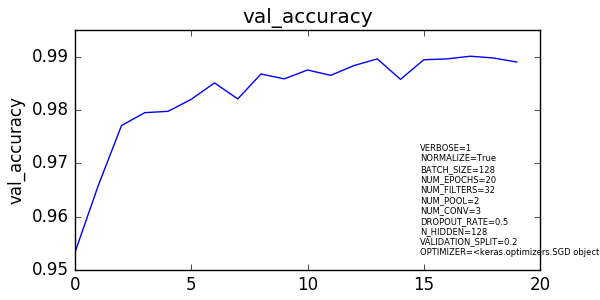 val_accuracy
0.99
0.98
0.97
0.96
0.95
val_accuracy
VERBOSE=1
NORMALIZE=True
BATCH_SIZE=128
NUM_EPOCHS=20
NUM_FILTERS=32
NUM_POOL=2
NUM_CONV=3
DROPOUT_RATE=0.5
N_HIDDEN=128
VALIDATION_SPLIT=0.2
OPTIMIZER=<keras.optimizers.SGD object
0 5 10 15 20